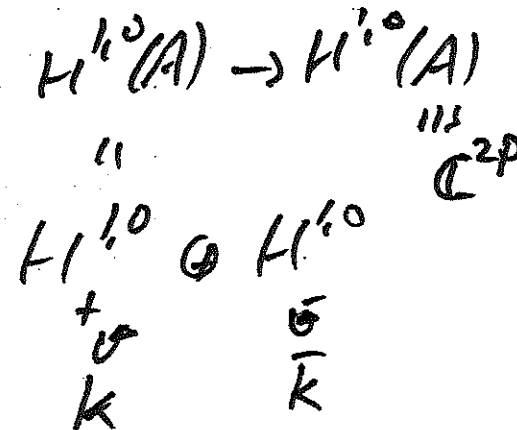 H^{1,0}(A) → H^{1,0}(A)
"                    ≀≀≀
C^{2p}
H^{1,0} ⊕ H^{1,0}
+          -
σ          σ̄
k          k̄